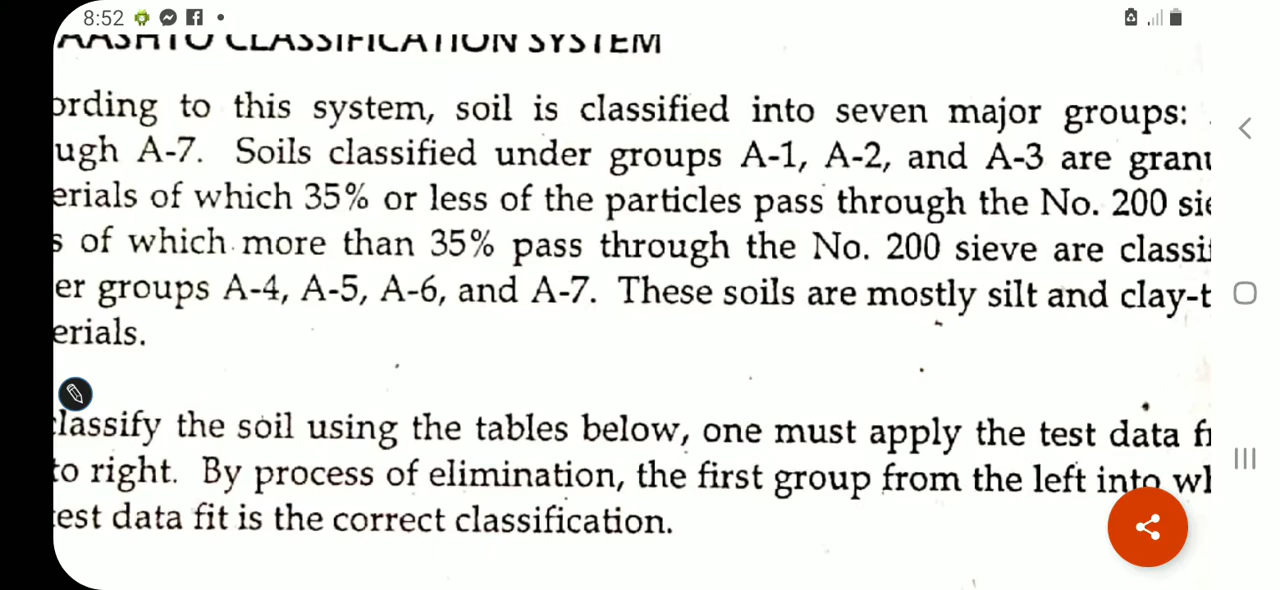 8:52
AASHTO CLASSIFICATION SYSTEM
ording to this system, soil is classified into seven major groups:
ugh A-7. Soils classified under groups A-1, A-2, and A-3 are granu
erials of which 35% or less of the particles pass through the No. 200 sie
s of which more than 35% pass through the No. 200 sieve are classif
er groups A-4, A-5, A-6, and A-7. These soils are mostly silt and clay-t
erials.
classify the soil using the tables below, one must apply the test data fr
to right. By process of elimination, the first group from the left into wh
test data fit is the correct classification.